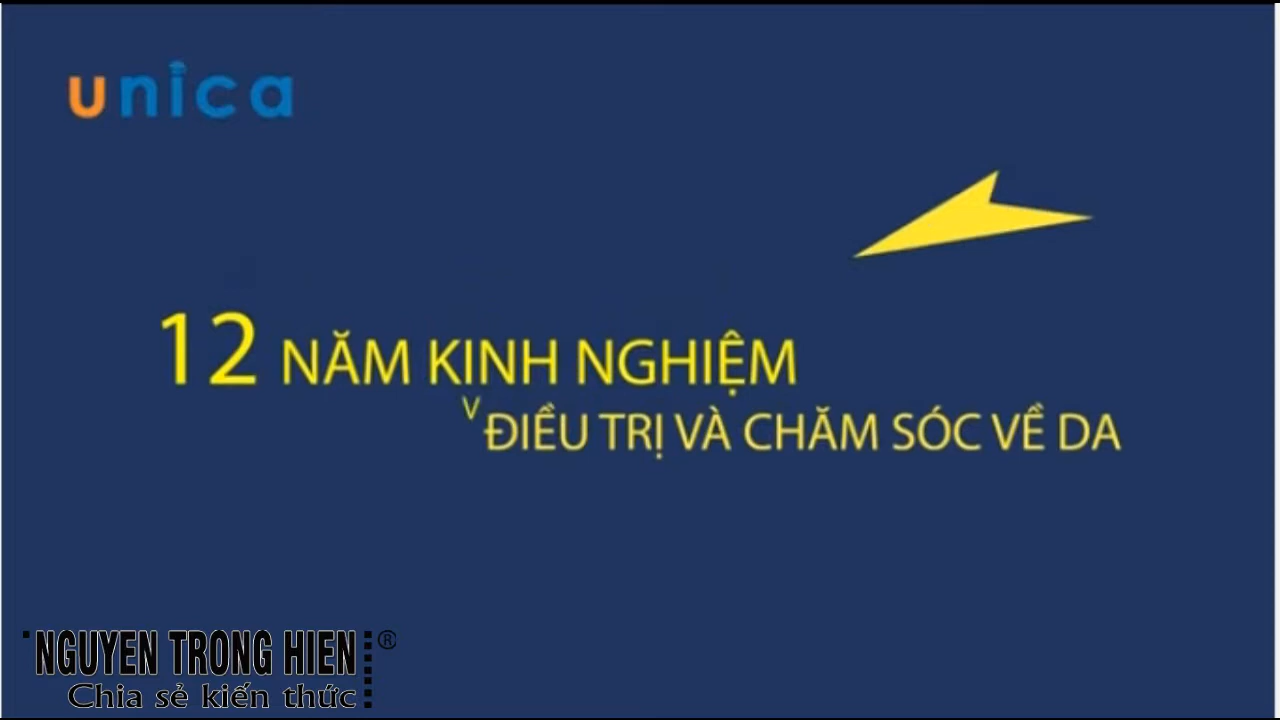 unica
12 NĂM KINH NGHIỆM
V
ĐIỀU TRỊ VÀ CHĂM SÓC VỀ DA
NGUYEN TRONG HIEN ®
Chia sẻ kiến thức